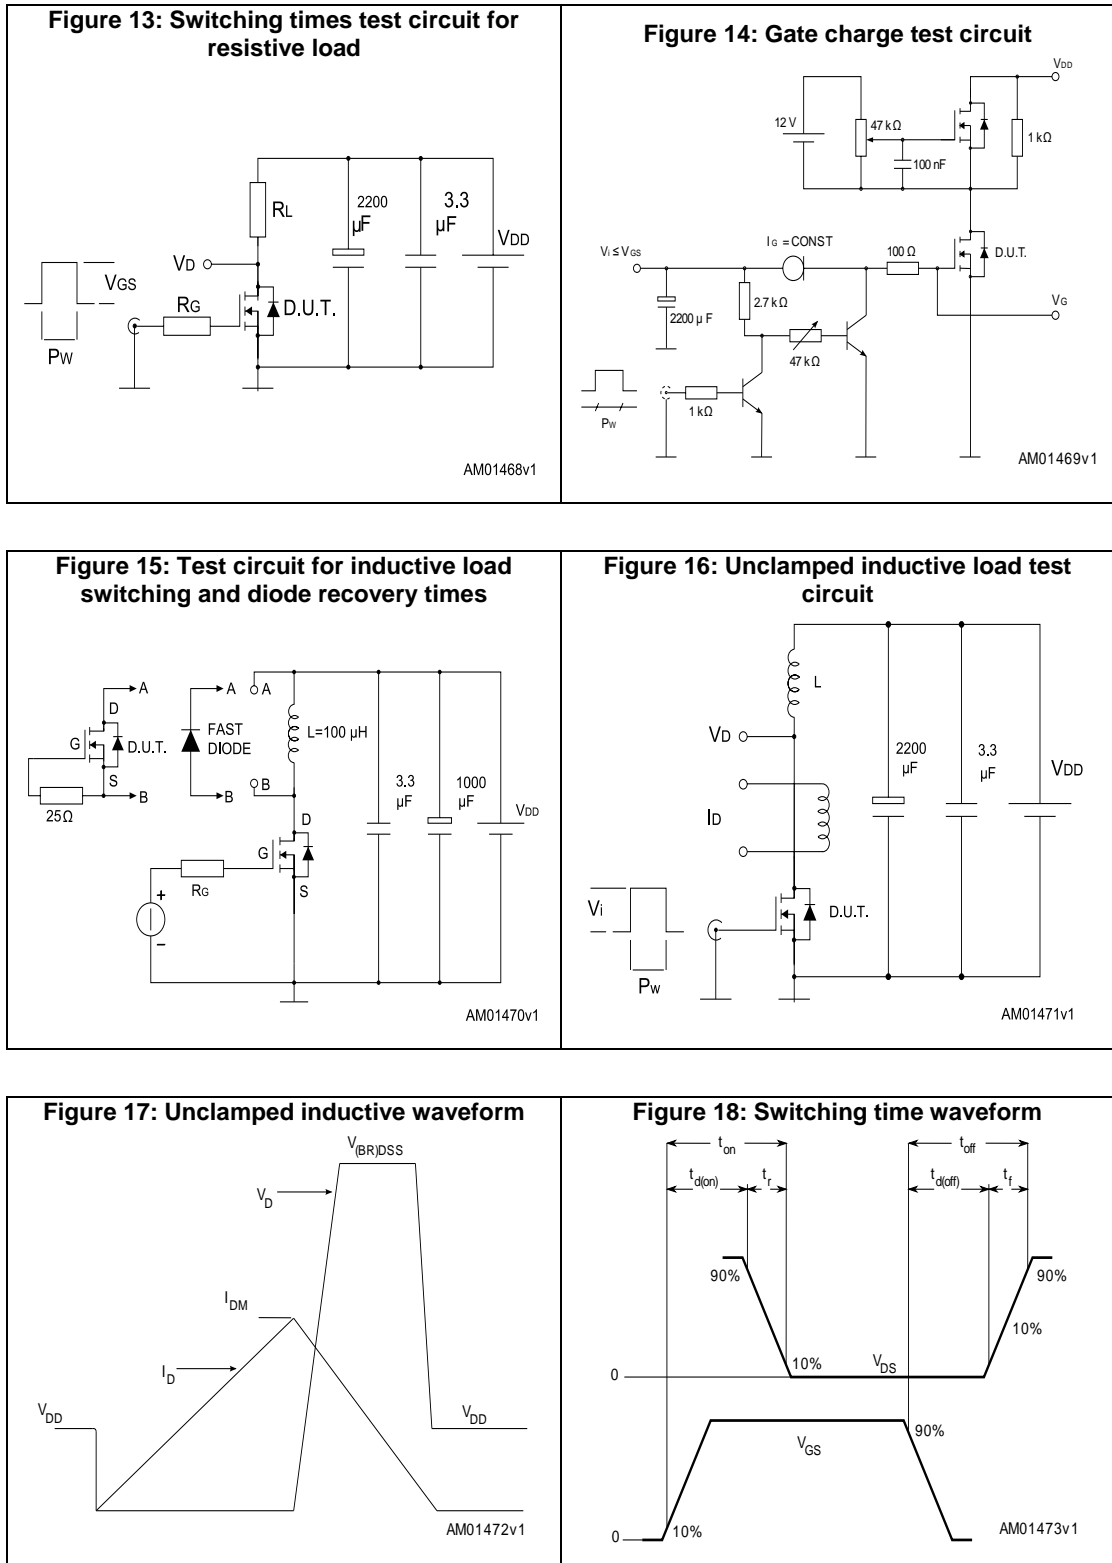 Figure 13: Switching times test circuit for
resistive load
RL
2200
µF
3.3
µF
VDD
VD
VGS
RG
D.U.T.
PW
AM01468v1
Figure 14: Gate charge test circuit
VDD
12 V
47 kΩ
1 kΩ
100 nF
Vi ≤ VGS
IG = CONST
100 Ω
D.U.T.
2.7 kΩ
VG
2200 µF
47 kΩ
1 kΩ
PW
AM01469v1
Figure 15: Test circuit for inductive load
switching and diode recovery times
A
A
A
D
FAST
DIODE
L=100 µH
G
D.U.T.
S
B
B
B
25Ω
3.3
µF
1000
µF
VDD
D
G
RG
S
+
–
AM01470v1
Figure 16: Unclamped inductive load test
circuit
L
VD
2200
µF
3.3
µF
VDD
ID
Vi
D.U.T.
PW
AM01471v1
Figure 17: Unclamped inductive waveform
V(BR)DSS
VD
IDM
ID
VDD
VDD
AM01472v1
Figure 18: Switching time waveform
ton
toff
td(on)
tr
td(off)
tf
90%
90%
10%
10%
0
VDS
VGS
90%
0
10%
AM01473v1